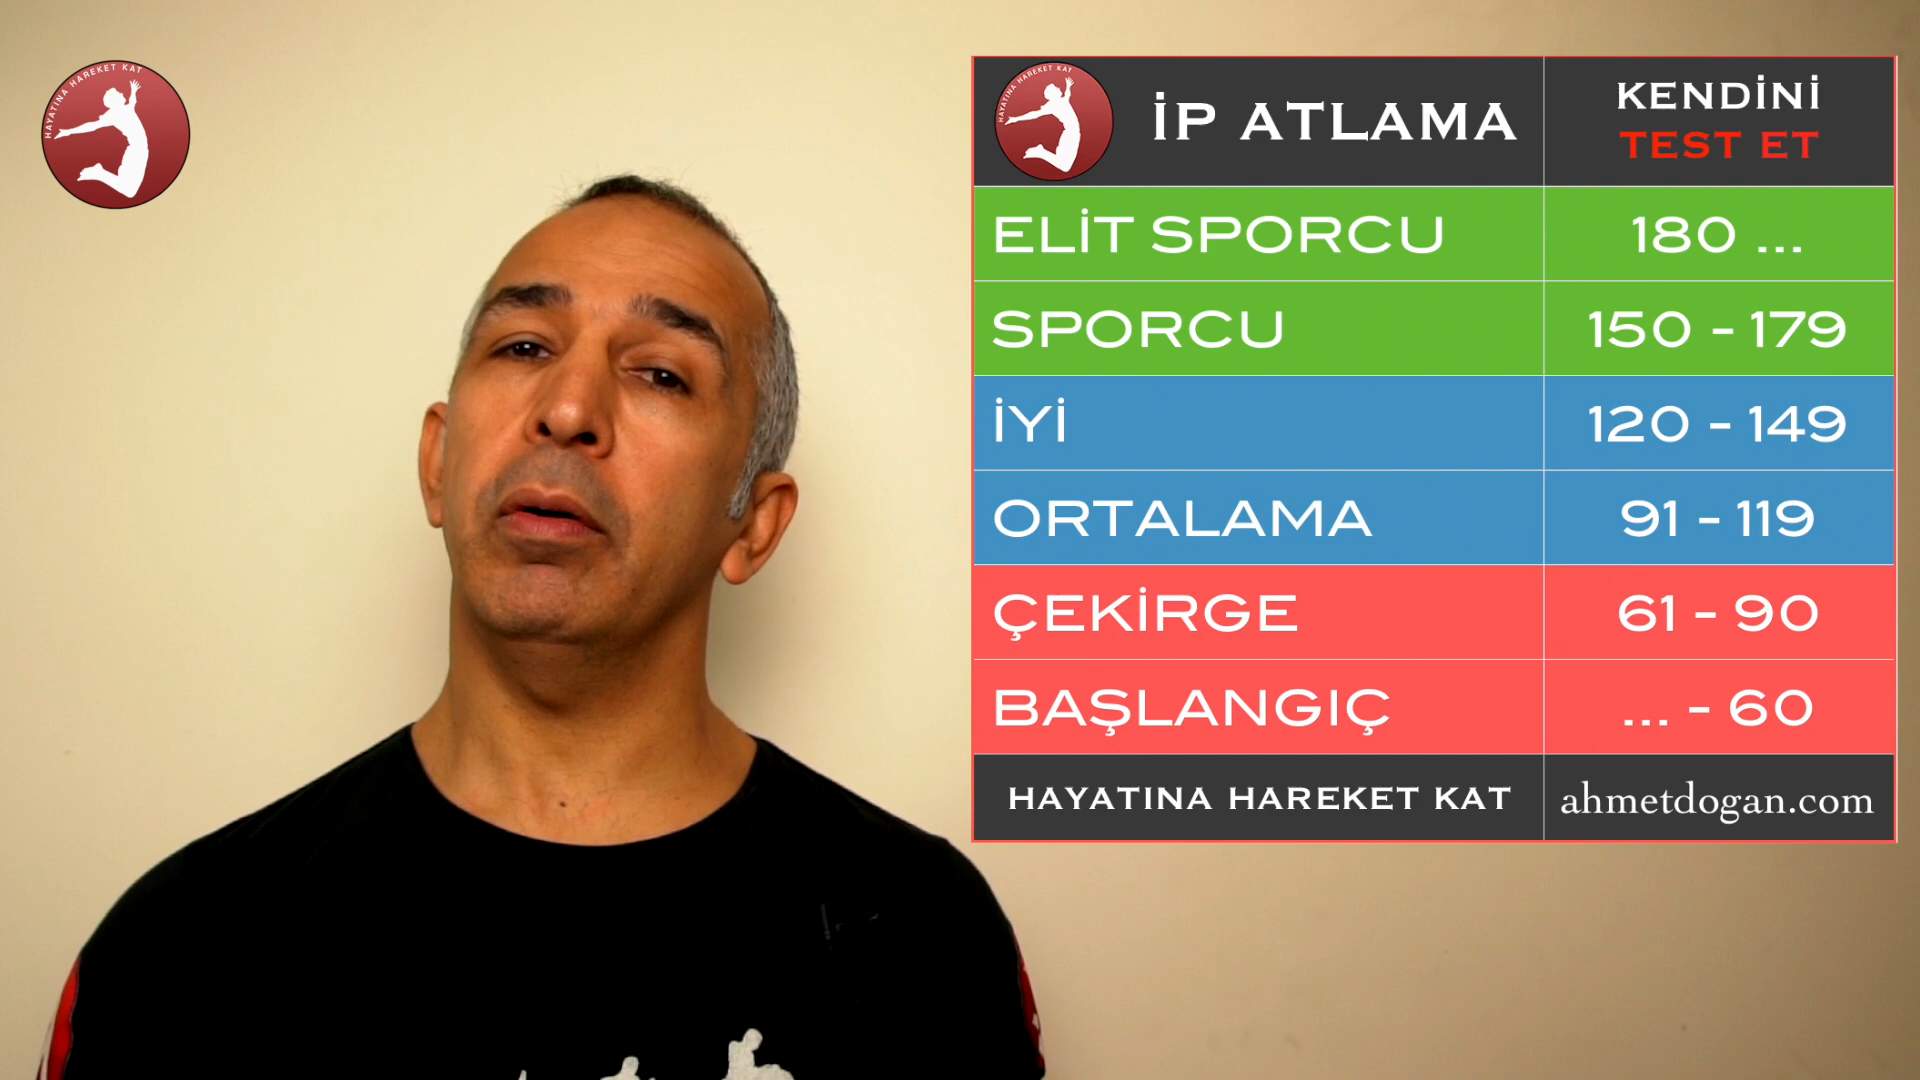 HAYATINA HAREKET KAT
HAYATINA HAREKET KAT
İP ATLAMA
KENDİNİ
TEST ET
ELİT SPORCU 180 ...
SPORCU 150 - 179
İYİ 120 - 149
ORTALAMA 91 - 119
ÇEKİRGE 61 - 90
BAŞLANGIÇ ... - 60
HAYATINA HAREKET KAT ahmetdogan.com